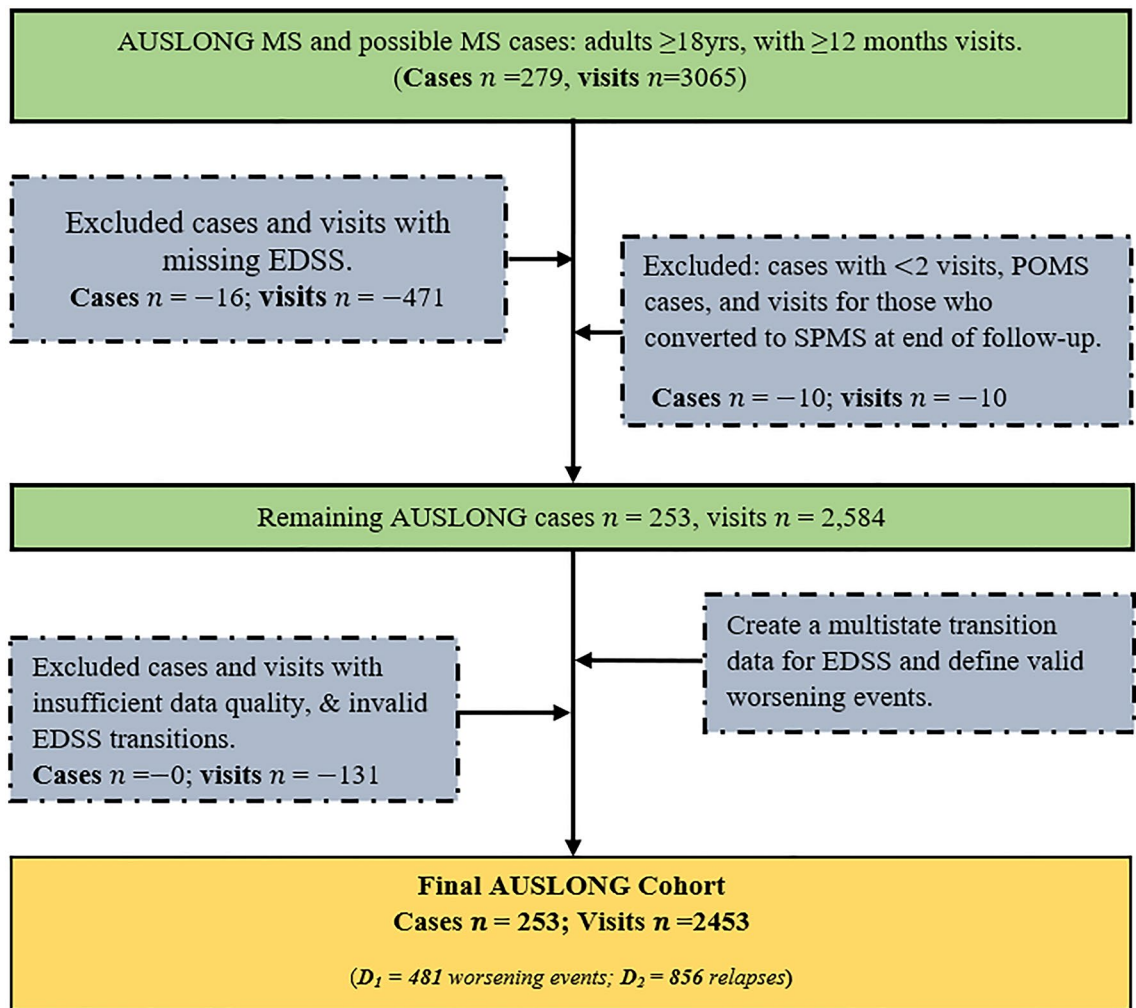 AUSLONG MS and possible MS cases: adults ≥18yrs, with ≥12 months visits.
(Cases n =279, visits n=3065)
Excluded cases and visits with
missing EDSS.
Cases n = −16; visits n = −471
Excluded: cases with <2 visits, POMS
cases, and visits for those who
converted to SPMS at end of follow-up.
Cases n = −10; visits n = −10
Remaining AUSLONG cases n = 253, visits n = 2,584
Create a multistate transition
data for EDSS and define valid
worsening events.
Excluded cases and visits with
insufficient data quality, & invalid
EDSS transitions.
Cases n =−0; visits n = −131
Final AUSLONG Cohort
Cases n = 253; Visits n =2453
(D₁ = 481 worsening events; D₂ = 856 relapses)